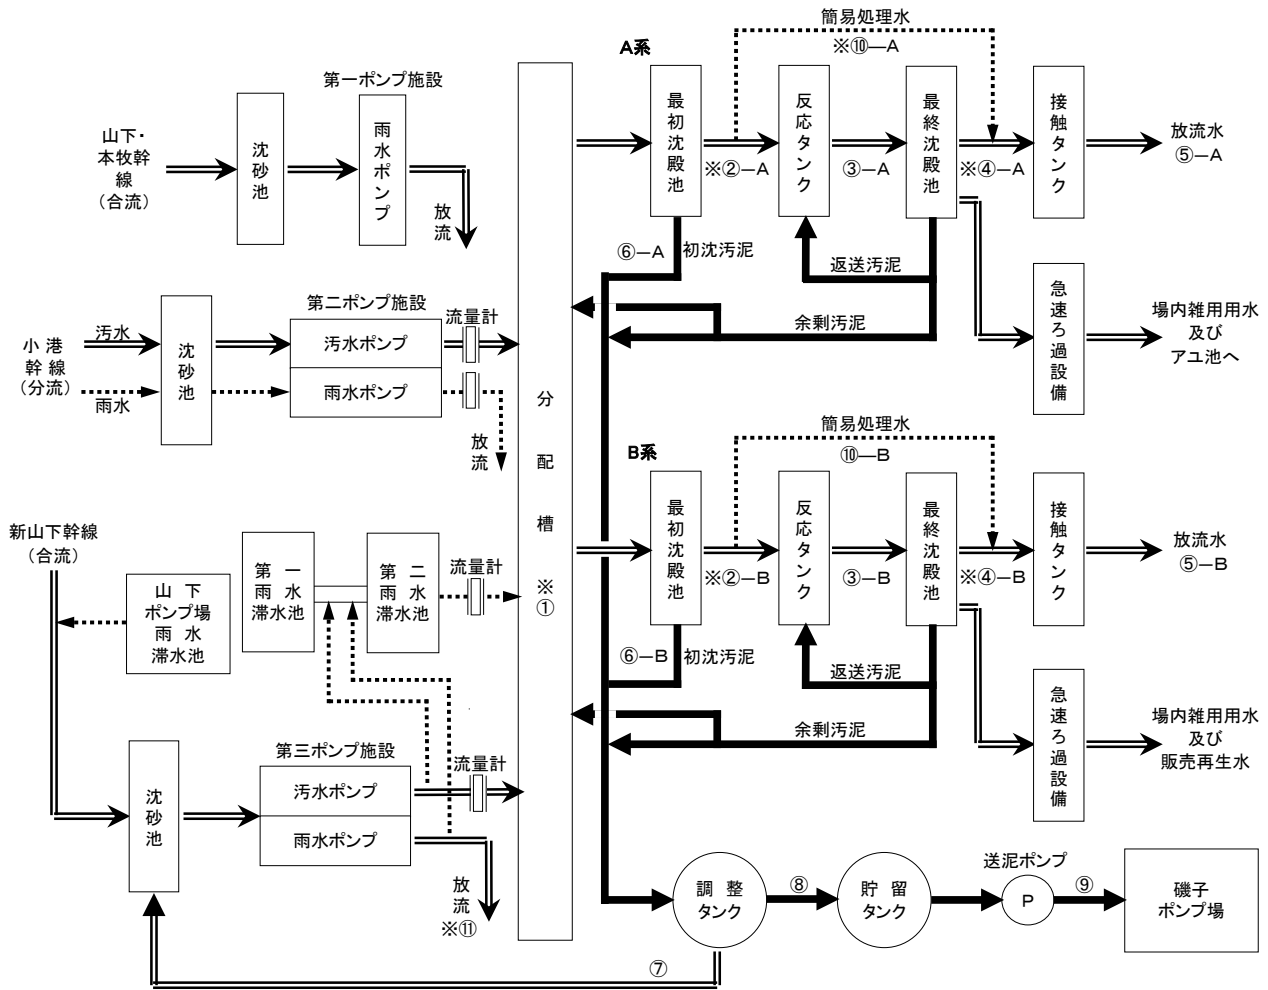 簡易処理水
※⑩―A
A系
第一ポンプ施設
山下・
本牧幹
線
(合流)
沈砂池
雨水ポンプ
放流
最初沈殿池
※②―A
反応タンク
③―A
最終沈殿池
※④―A
接触タンク
放流水
⑤―A
⑥―A
初沈汚泥
返送汚泥
余剰汚泥
急速ろ過設備
場内雑用用水
及び
アユ池へ
第二ポンプ施設
流量計
小 港
幹 線
(分流)
汚水
雨水
沈砂池
汚水ポンプ
雨水ポンプ
放流
分配槽
※
①
簡易処理水
⑩―B
B系
最初沈殿池
※②―B
反応タンク
③―B
最終沈殿池
※④―B
接触タンク
放流水
⑤―B
⑥―B
初沈汚泥
返送汚泥
余剰汚泥
急速ろ過設備
場内雑用用水
及び
販売再生水
新山下幹線
(合流)
山 下
ポンプ場
雨 水
滞水池
第 一
雨 水
滞水池
第 二
雨 水
滞水池
流量計
第三ポンプ施設
流量計
沈砂池
汚水ポンプ
雨水ポンプ
放流
※⑪
⑦
調 整
タンク
⑧
貯 留
タンク
送泥ポンプ
P
⑨
磯子
ポンプ場